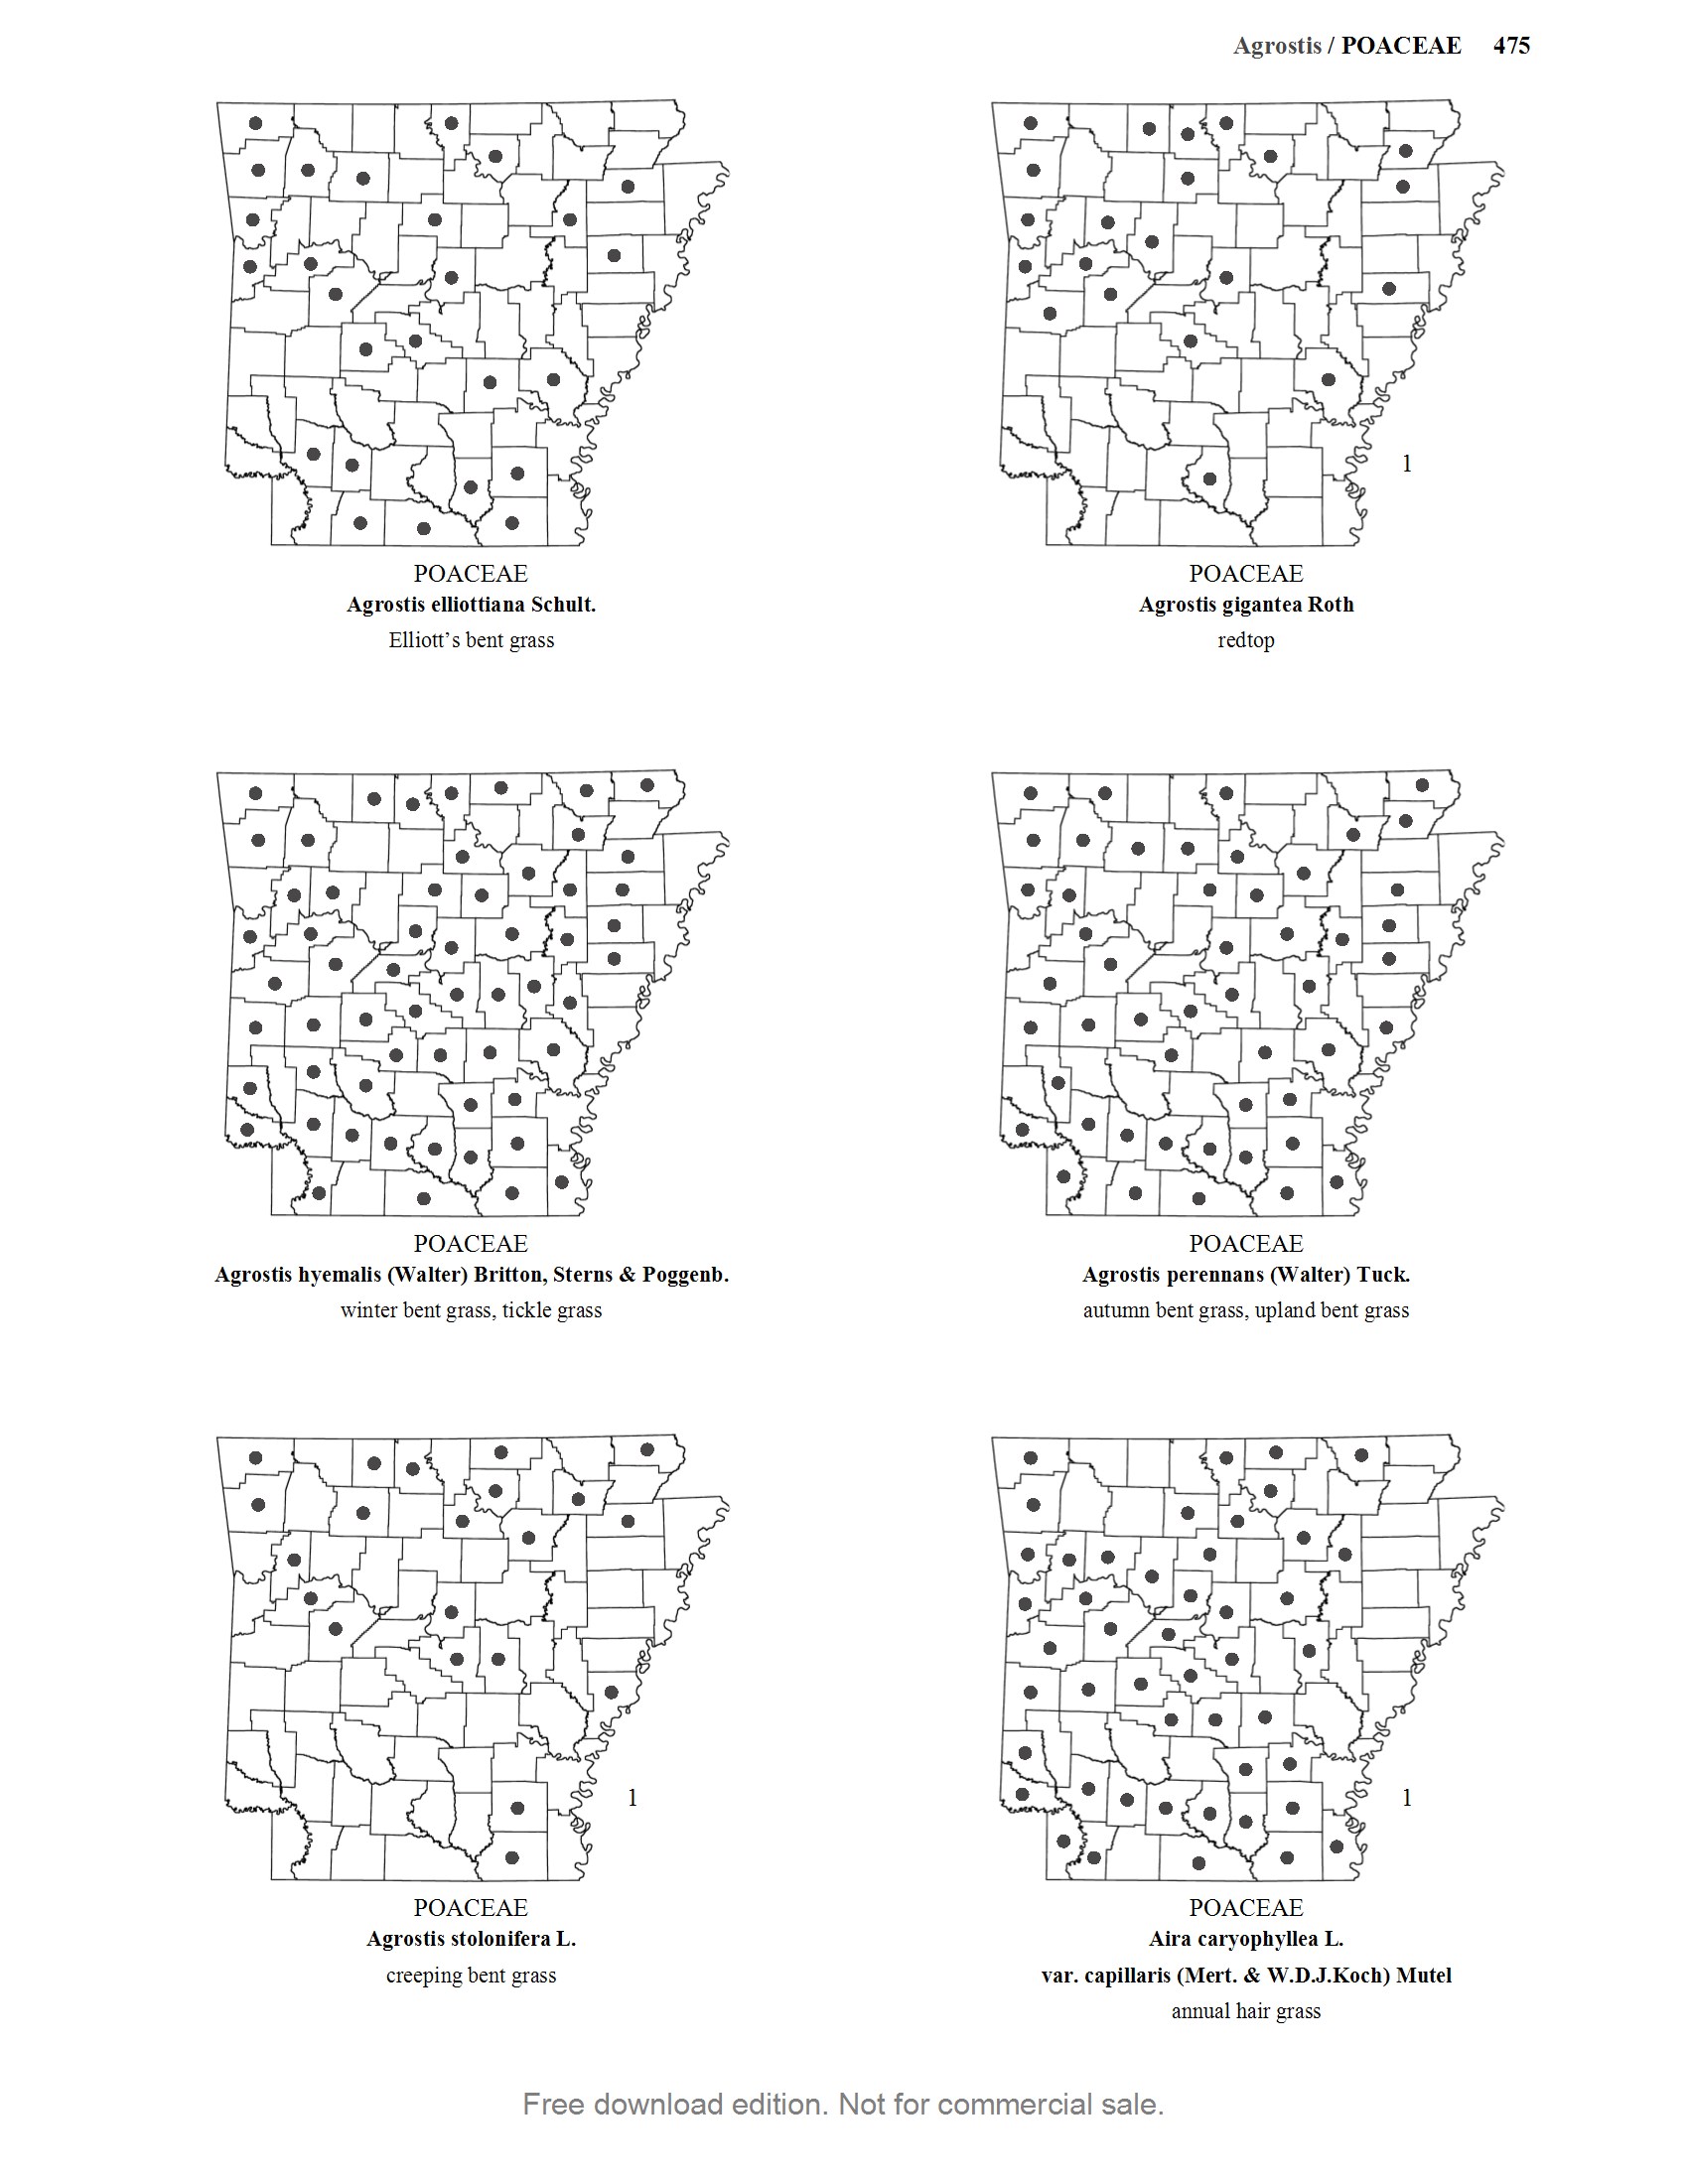 Agrostis / POACEAE 475
1
POACEAE
Agrostis elliottiana Schult.
Elliott’s bent grass
POACEAE
Agrostis gigantea Roth
redtop
POACEAE
Agrostis hyemalis (Walter) Britton, Sterns & Poggenb.
winter bent grass, tickle grass
POACEAE
Agrostis perennans (Walter) Tuck.
autumn bent grass, upland bent grass
1
POACEAE
Agrostis stolonifera L.
creeping bent grass
1
POACEAE
Aira caryophyllea L.
var. capillaris (Mert. & W.D.J.Koch) Mutel
annual hair grass
Free download edition. Not for commercial sale.